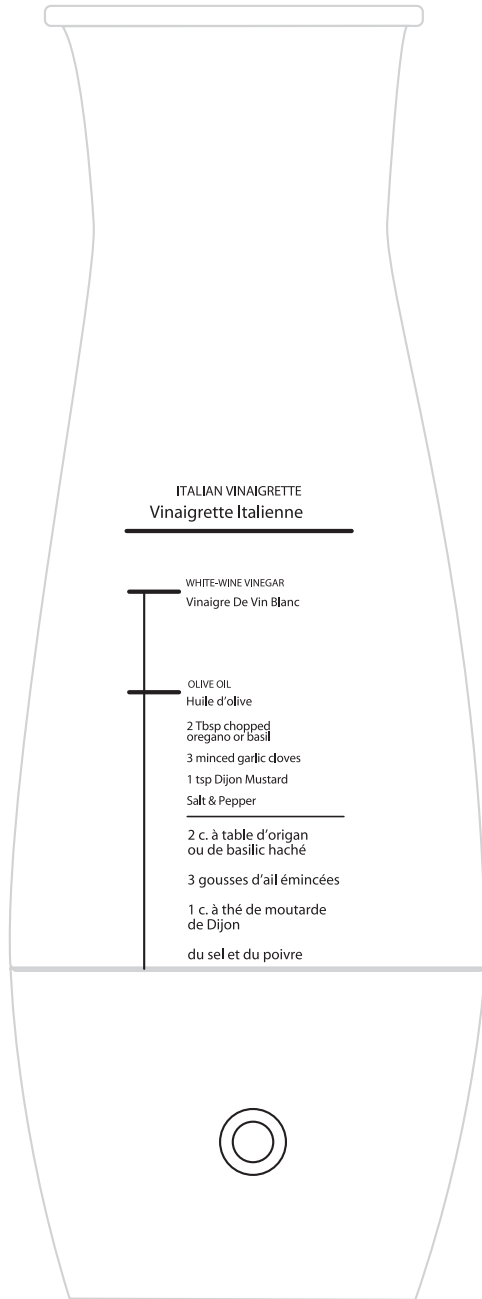 ITALIAN VINAIGRETTE
Vinaigrette Italienne
WHITE-WINE VINEGAR
Vinaigre De Vin Blanc
OLIVE OIL
Huile d'olive
2 Tbsp chopped
oregano or basil
3 minced garlic cloves
1 tsp Dijon Mustard
Salt & Pepper
2 c. à table d'origan
ou de basilic haché
3 gousses d'ail émincées
1 c. à thé de moutarde
de Dijon
du sel et du poivre